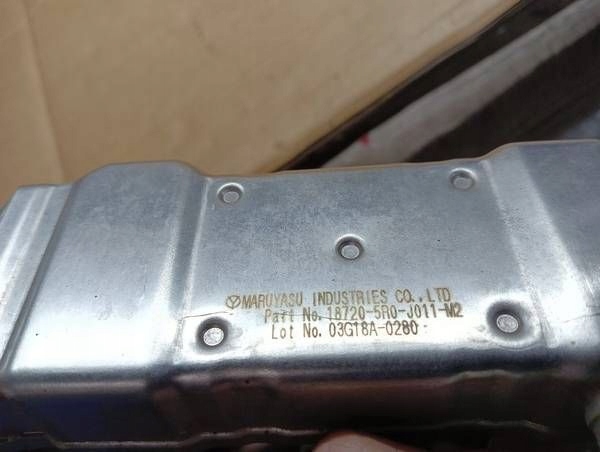 MARUYASU INDUSTRIES CO.,LTD
Part No. 18720-5R0-J011-M2
Lot No. 03G18A-0280